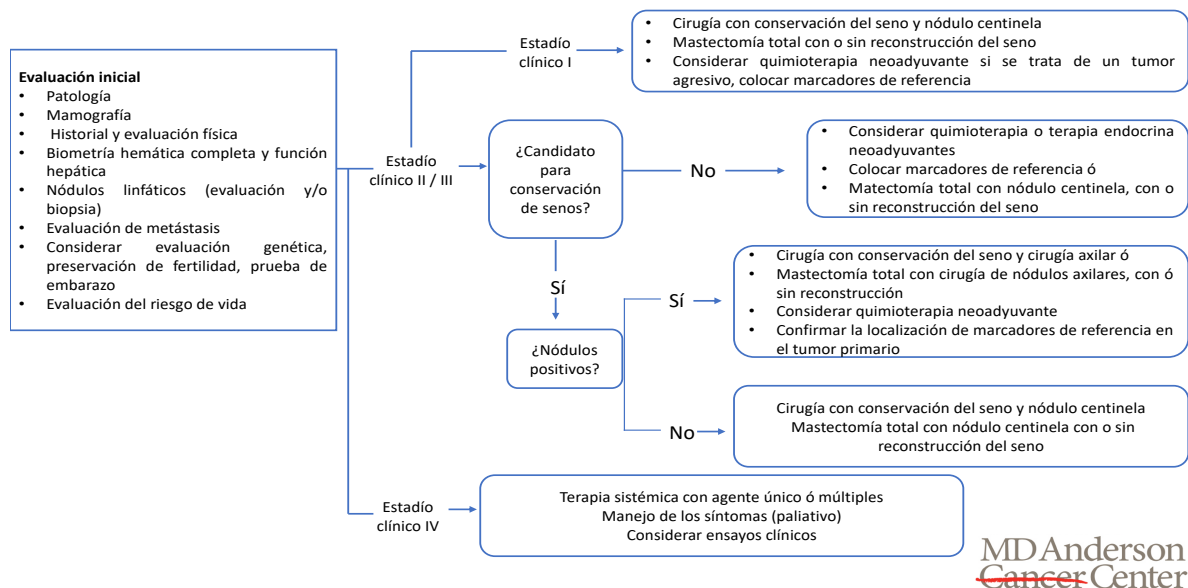 Evaluación inicial
• Patología
• Mamografía
• Historial y evaluación física
• Biometría hemática completa y función
hepática
• Nódulos linfáticos (evaluación y/o
biopsia)
• Evaluación de metástasis
• Considerar evaluación genética,
preservación de fertilidad, prueba de
embarazo
• Evaluación del riesgo de vida
Estadío
clínico I
• Cirugía con conservación del seno y nódulo centinela
• Mastectomía total con o sin reconstrucción del seno
• Considerar quimioterapia neoadyuvante si se trata de un tumor
agresivo, colocar marcadores de referencia
Estadío
clínico II / III
¿Candidato
para
conservación
de senos?
No
• Considerar quimioterapia o terapia endocrina
neoadyuvantes
• Colocar marcadores de referencia ó
• Matectomía total con nódulo centinela, con o
sin reconstrucción del seno
Sí
¿Nódulos
positivos?
Sí
• Cirugía con conservación del seno y cirugía axilar ó
• Mastectomía total con cirugía de nódulos axilares, con ó
sin reconstrucción
• Considerar quimioterapia neoadyuvante
• Confirmar la localización de marcadores de referencia en
el tumor primario
No
Cirugía con conservación del seno y nódulo centinela
Mastectomía total con nódulo centinela con o sin
reconstrucción del seno
Estadío
clínico IV
Terapia sistémica con agente único ó múltiples
Manejo de los síntomas (paliativo)
Considerar ensayos clínicos
MD Anderson
Cancer Center